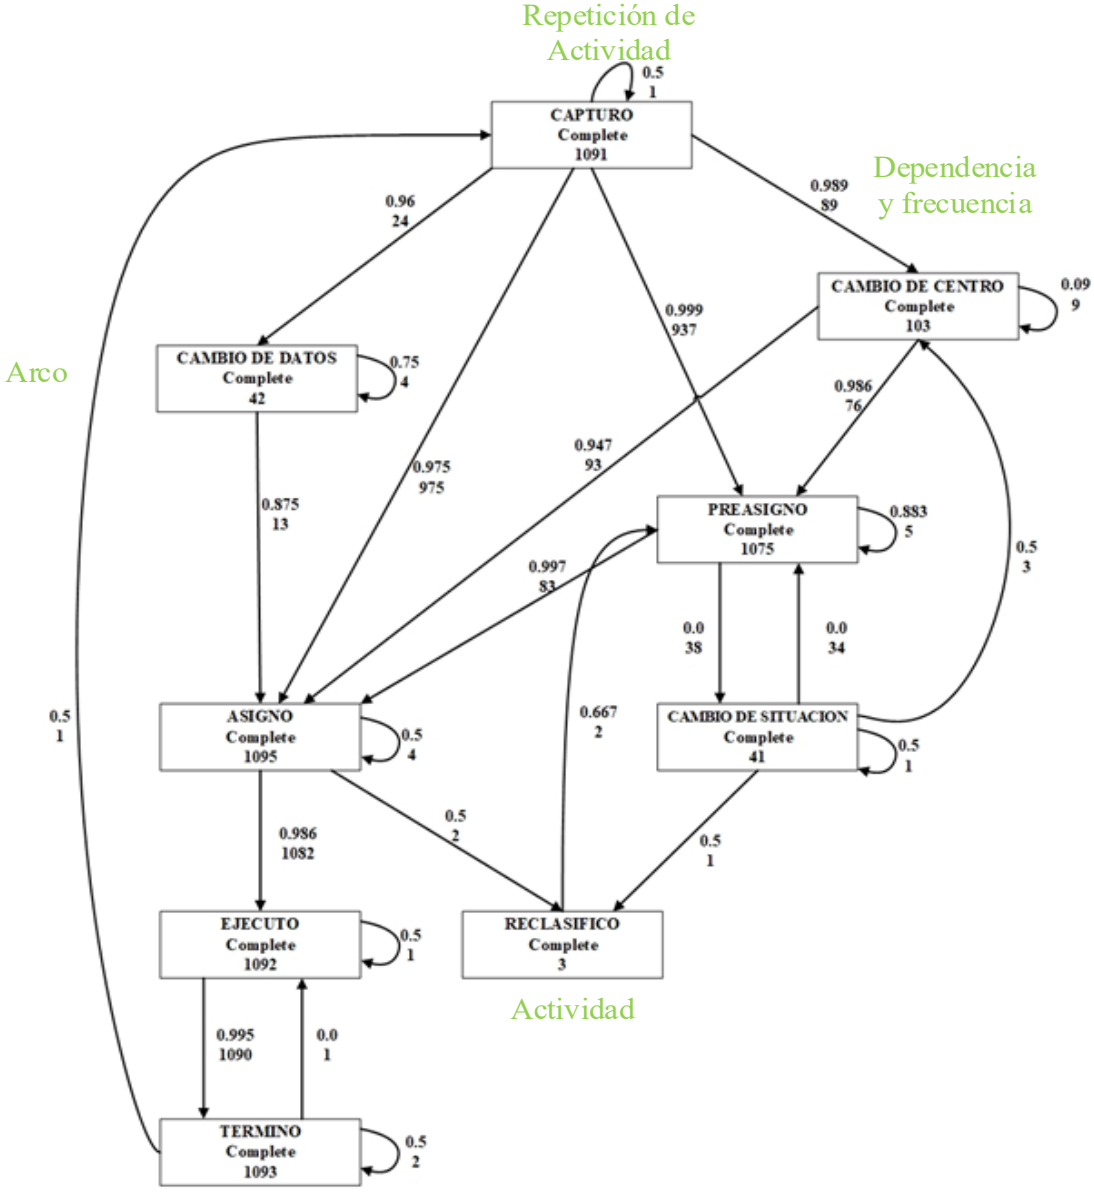 Repetición de
Actividad
0.5
1
CAPTURO
Complete
1091
Dependencia
y frecuencia
0.989
89
0.96
24
CAMBIO DE CENTRO
Complete
103
0.09
9
0.999
937
Arco
CAMBIO DE DATOS
Complete
42
0.75
4
0.986
76
0.947
93
0.975
975
0.875
13
PREASIGNO
Complete
1075
0.883
5
0.997
83
0.5
3
0.0
38
0.0
34
0.5
1
ASIGNO
Complete
1095
0.5
4
0.667
2
CAMBIO DE SITUACION
Complete
41
0.5
1
0.986
1082
0.5
2
0.5
1
EJECUTO
Complete
1092
0.5
1
RECLASIFICO
Complete
3
Actividad
0.995
1090
0.0
1
TERMINO
Complete
1093
0.5
2